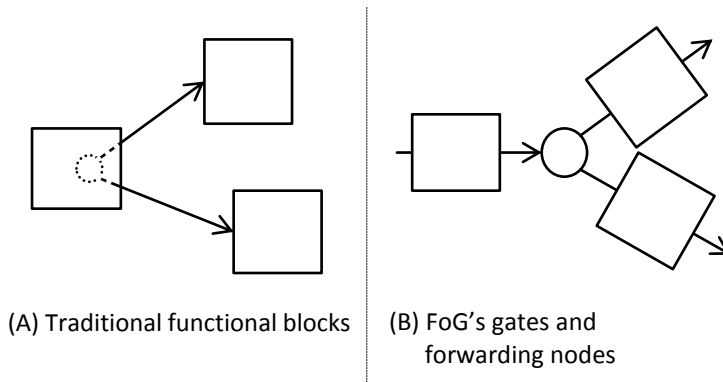 (A) Traditional functional blocks
(B) FoG's gates and
forwarding nodes